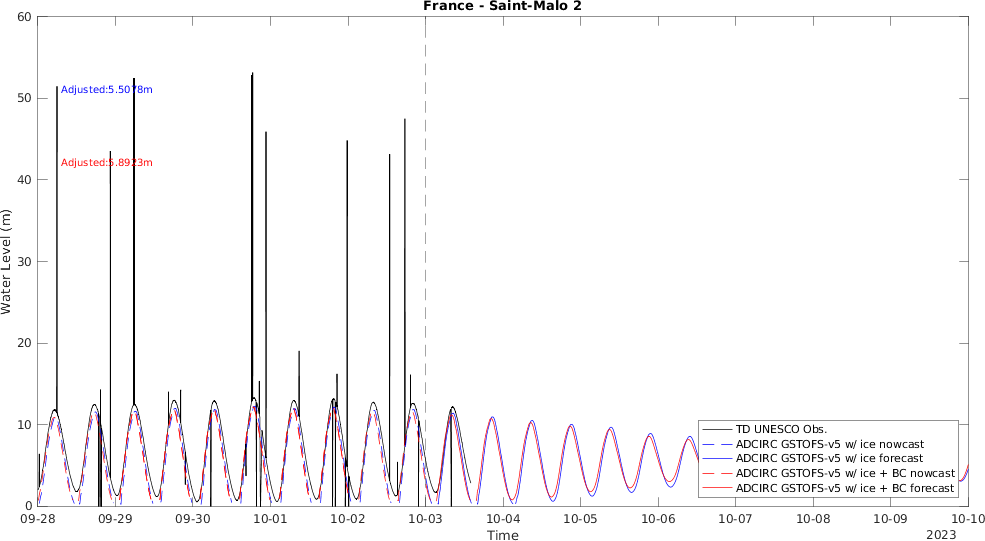 France - Saint-Malo 2
60
50
40
30
20
10
0
Water Level (m)
Adjusted:5.5078m
Adjusted:5.8923m
TD UNESCO Obs.
ADCIRC GSTOFS-v5 w/ ice nowcast
ADCIRC GSTOFS-v5 w/ ice forecast
ADCIRC GSTOFS-v5 w/ ice + BC nowcast
ADCIRC GSTOFS-v5 w/ ice + BC forecast
09-28 09-29 09-30 10-01 10-02 10-03 10-04 10-05 10-06 10-07 10-08 10-09 10-10
Time
2023